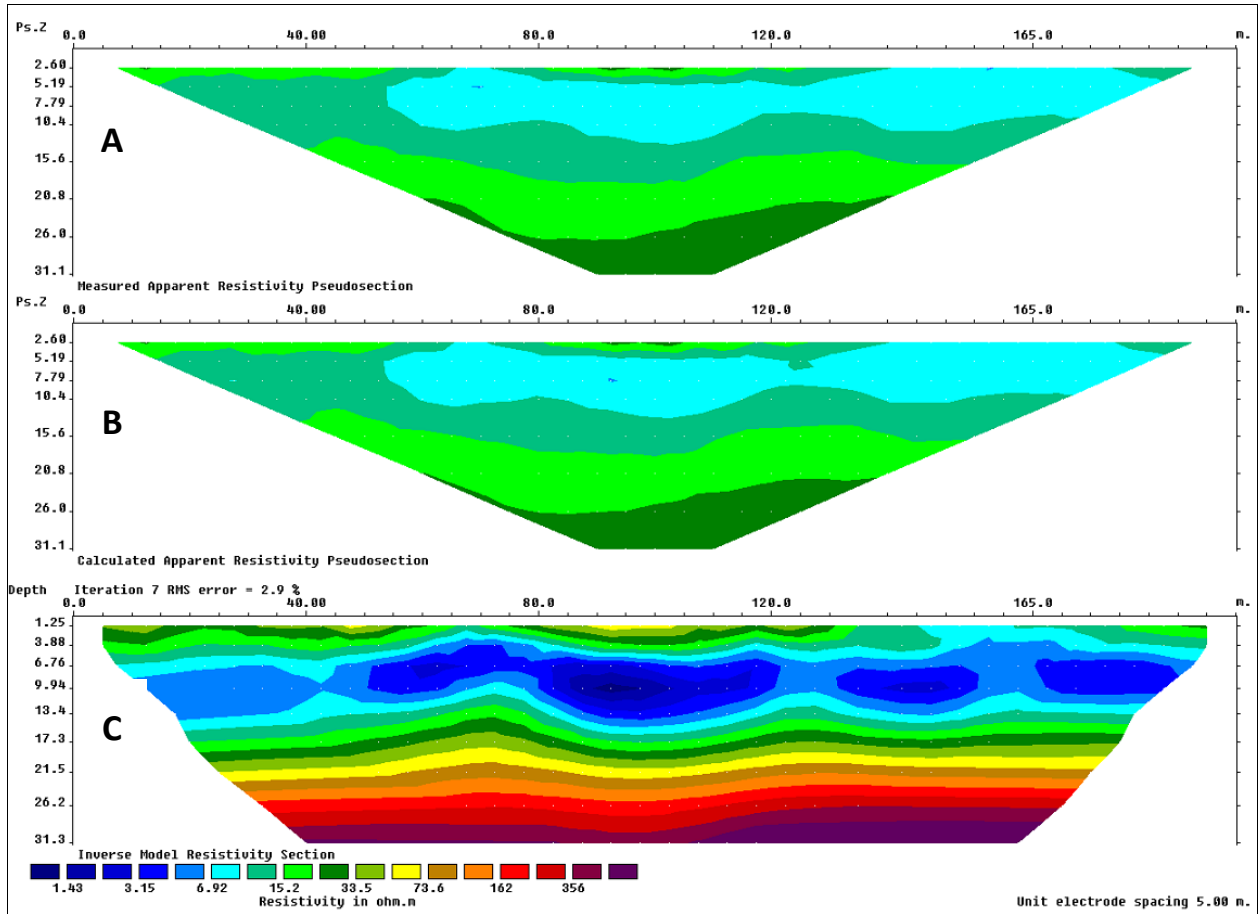 Ps.Z 0.0 40.00 80.0 120.0 165.0 m.
2.60
5.19
7.79
10.4
A
15.6
20.8
26.0
31.1
Measured Apparent Resistivity Pseudosection
Ps.Z 0.0 40.00 80.0 120.0 165.0 m.
2.60
5.19
7.79
10.4
B
15.6
20.8
26.0
31.1
Calculated Apparent Resistivity Pseudosection
Depth Iteration 7 RMS error = 2.9 %
0.0 40.00 80.0 120.0 165.0 m.
1.25
3.88
6.76
9.94
13.4
C
17.3
21.5
26.2
31.3
Inverse Model Resistivity Section
1.43 3.15 6.92 15.2 33.5 73.6 162 356
Resistivity in ohm.m Unit electrode spacing 5.00 m.